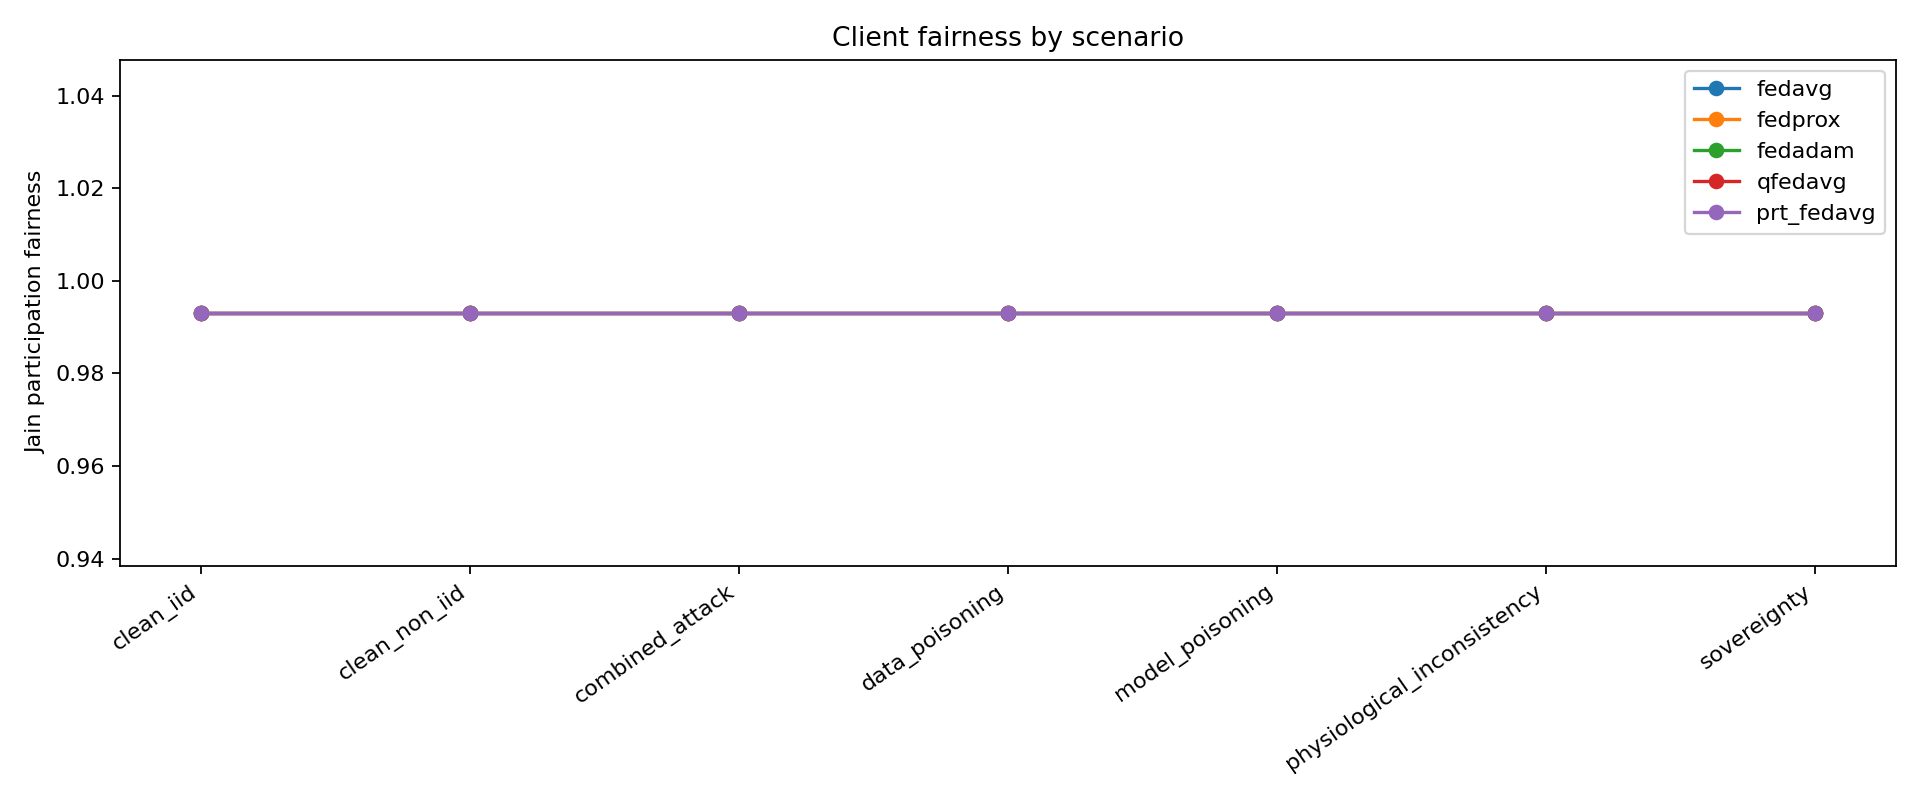 Client fairness by scenario
Jain participation fairness
1.04
1.02
1.00
0.98
0.96
0.94
fedavg
fedprox
fedadam
qfedavg
prt_fedavg
clean_iid
clean_non_iid
combined_attack
data_poisoning
model_poisoning
physiological_inconsistency
sovereignty